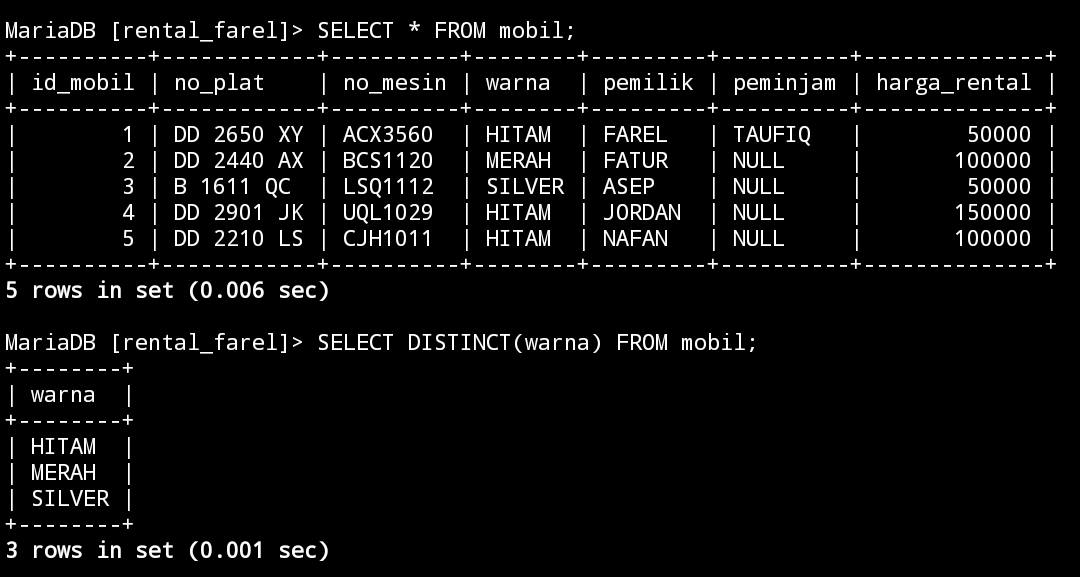 MariaDB [rental_farel]> SELECT * FROM mobil;
+----------+------------+----------+--------+---------+----------+--------------+
| id_mobil | no_plat    | no_mesin | warna  | pemilik | peminjam | harga_rental |
+----------+------------+----------+--------+---------+----------+--------------+
|        1 | DD 2650 XY | ACX3560  | HITAM  | FAREL   | TAUFIQ   |        50000 |
|        2 | DD 2440 AX | BCS1120  | MERAH  | FATUR   | NULL     |       100000 |
|        3 | B 1611 QC  | LSQ1112  | SILVER | ASEP    | NULL     |        50000 |
|        4 | DD 2901 JK | UQL1029  | HITAM  | JORDAN  | NULL     |       150000 |
|        5 | DD 2210 LS | CJH1011  | HITAM  | NAFAN   | NULL     |       100000 |
+----------+------------+----------+--------+---------+----------+--------------+
5 rows in set (0.006 sec)
MariaDB [rental_farel]> SELECT DISTINCT(warna) FROM mobil;
+--------+
| warna  |
+--------+
| HITAM  |
| MERAH  |
| SILVER |
+--------+
3 rows in set (0.001 sec)